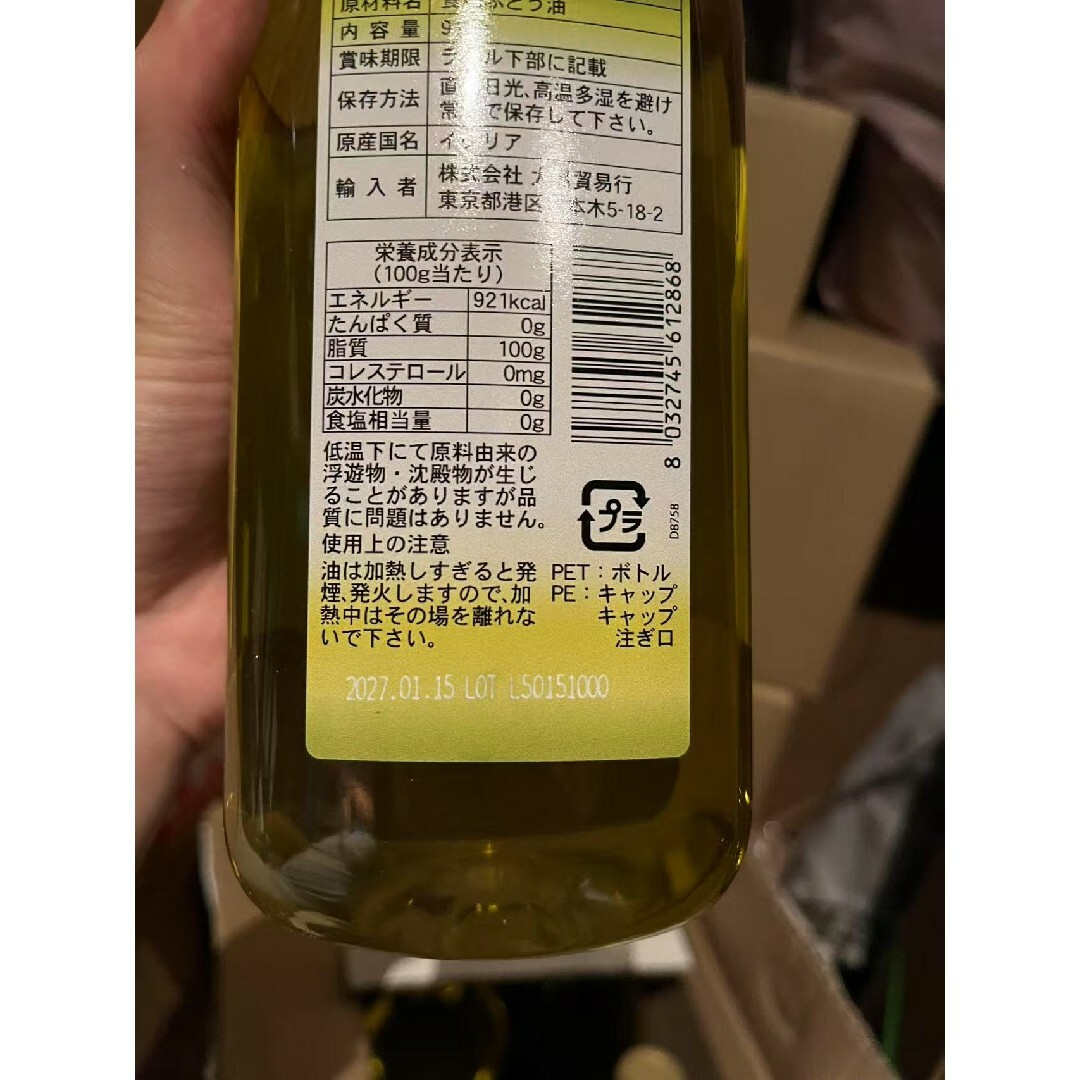 原材料名 食用ぶどう油
内容量 9
賞味期限 ラベル下部に記載
保存方法 直射日光、高温多湿を避け
常温で保存して下さい。
原産国名 イタリア
輸入者 株式会社 大 貿易行
東京都港区 本木5-18-2
栄養成分表示
(100g当たり)
エネルギー 921kcal
たんぱく質 0g
脂質 100g
コレステロール 0mg
炭水化物 0g
食塩相当量 0g
8 032745 612868
低温下にて原料由来の
浮遊物・沈殿物が生じ
ることがありますが品
質に問題はありません。
使用上の注意
油は加熱しすぎると発
煙、発火しますので、加
熱中はその場を離れな
いで下さい。
プラ
D8758
PET：ボトル
PE：キャップ
キャップ
注ぎ口
2027.01.15 LOT L50151000